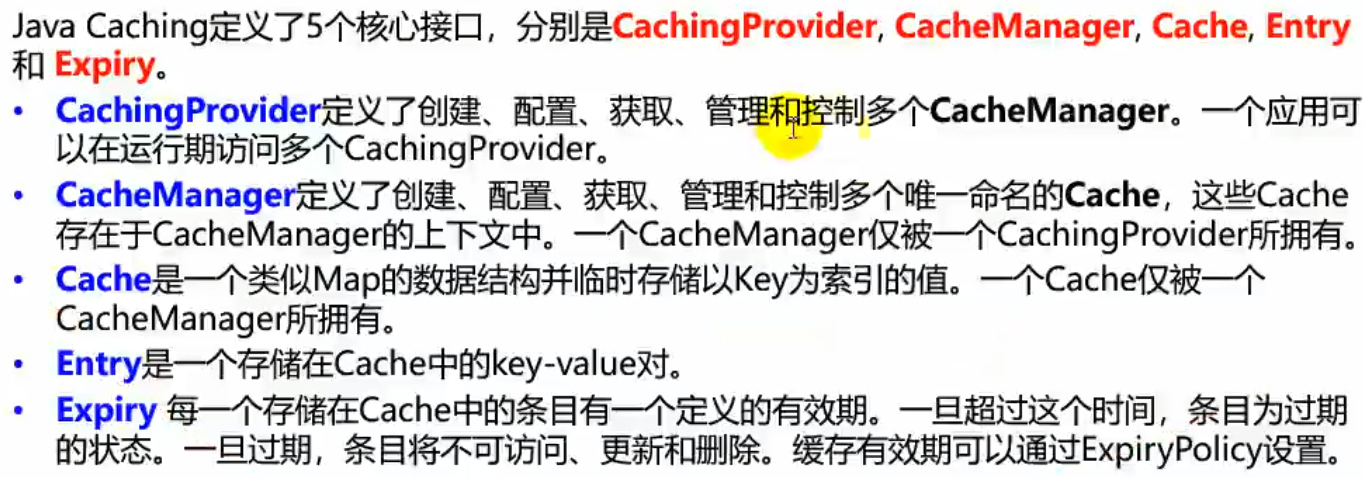 Java Caching定义了5个核心接口，分别是CachingProvider, CacheManager, Cache, Entry
和 Expiry。
• CachingProvider定义了创建、配置、获取、管理和控制多个CacheManager。一个应用可
以在运行期访问多个CachingProvider。
• CacheManager定义了创建、配置、获取、管理和控制多个唯一命名的Cache，这些Cache
存在于CacheManager的上下文中。一个CacheManager仅被一个CachingProvider所拥有。
• Cache是一个类似Map的数据结构并临时存储以Key为索引的值。一个Cache仅被一个
CacheManager所拥有。
• Entry是一个存储在Cache中的key-value对。
• Expiry 每一个存储在Cache中的条目有一个定义的有效期。一旦超过这个时间，条目为过期
的状态。一旦过期，条目将不可访问、更新和删除。缓存有效期可以通过ExpiryPolicy设置。